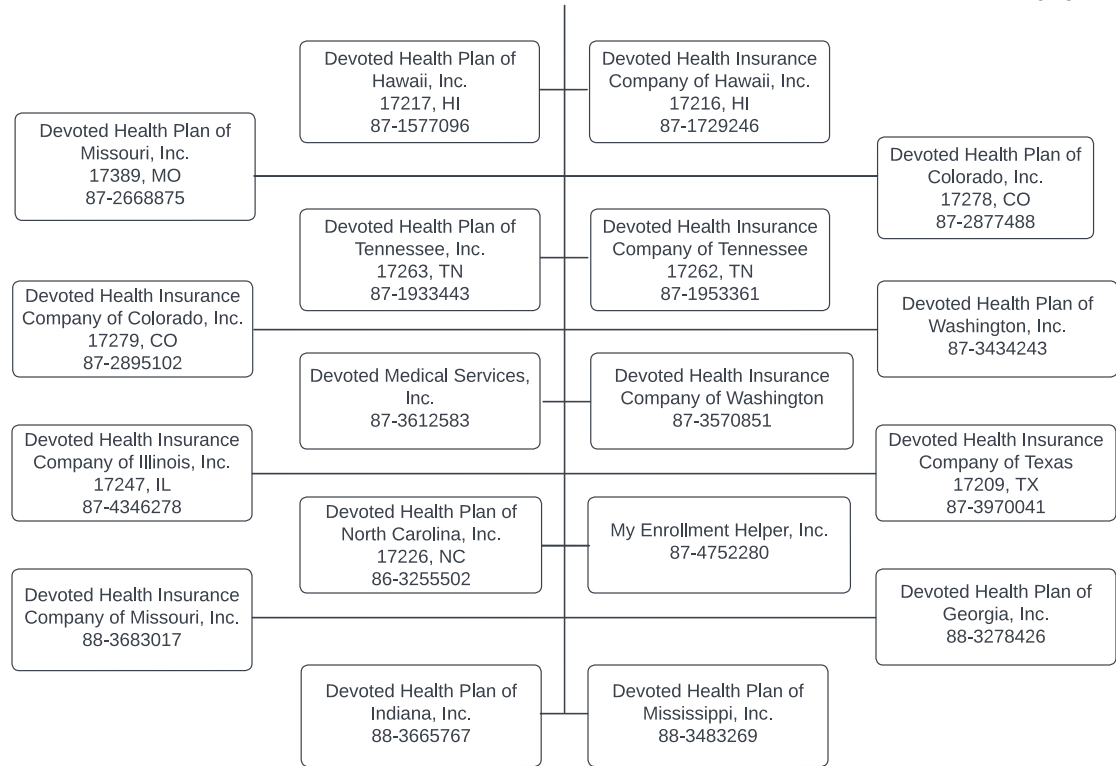 Devoted Health Plan of
Hawaii, Inc.
17217, HI
87-1577096
Devoted Health Insurance
Company of Hawaii, Inc.
17216, HI
87-1729246
Devoted Health Plan of
Missouri, Inc.
17389, MO
87-2668875
Devoted Health Plan of
Colorado, Inc.
17278, CO
87-2877488
Devoted Health Plan of
Tennessee, Inc.
17263, TN
87-1933443
Devoted Health Insurance
Company of Tennessee
17262, TN
87-1953361
Devoted Health Insurance
Company of Colorado, Inc.
17279, CO
87-2895102
Devoted Health Plan of
Washington, Inc.
87-3434243
Devoted Medical Services,
Inc.
87-3612583
Devoted Health Insurance
Company of Washington
87-3570851
Devoted Health Insurance
Company of Illinois, Inc.
17247, IL
87-4346278
Devoted Health Insurance
Company of Texas
17209, TX
87-3970041
Devoted Health Plan of
North Carolina, Inc.
17226, NC
86-3255502
My Enrollment Helper, Inc.
87-4752280
Devoted Health Insurance
Company of Missouri, Inc.
88-3683017
Devoted Health Plan of
Georgia, Inc.
88-3278426
Devoted Health Plan of
Indiana, Inc.
88-3665767
Devoted Health Plan of
Mississippi, Inc.
88-3483269